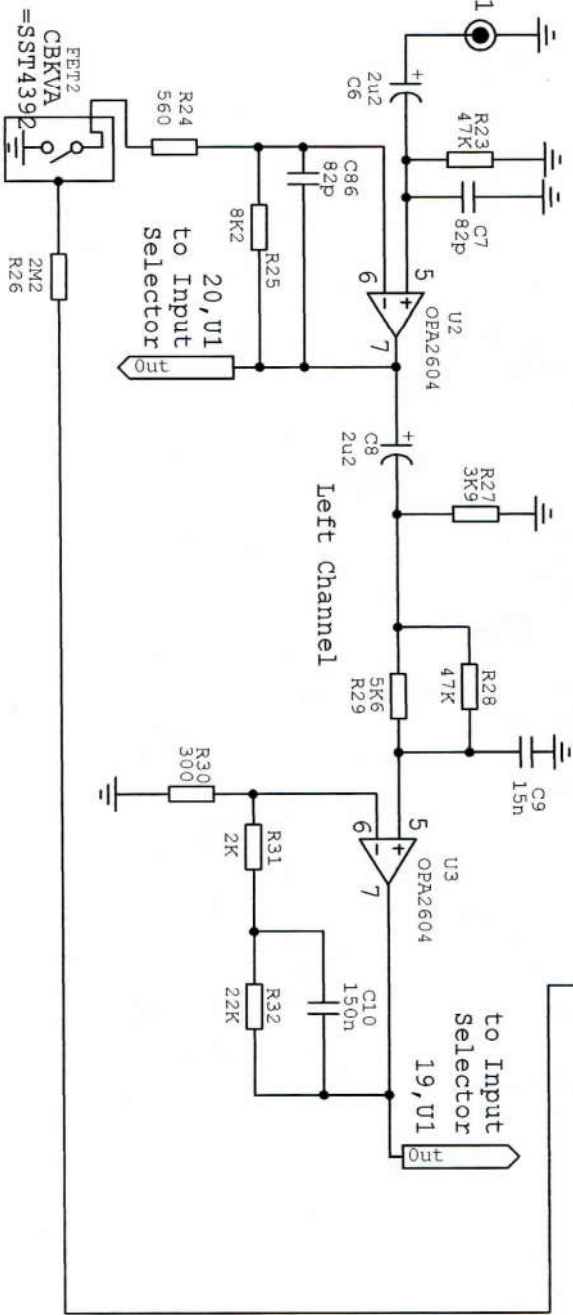 1
2u2
C6
R23
47K
C7
82p
FET2
CBKVA
=SST4392
R24
560
C86
82p
8K2
R25
5
6
7
U2
OPA2604
20,U1
to Input
Selector
Out
2M2
R26
C8
2u2
R27
3K9
Left Channel
R28
47K
5K6
R29
C9
15n
5
6
7
U3
OPA2604
R30
300
R31
2K
C10
150n
R32
22K
to Input
Selector
19,U1
Out